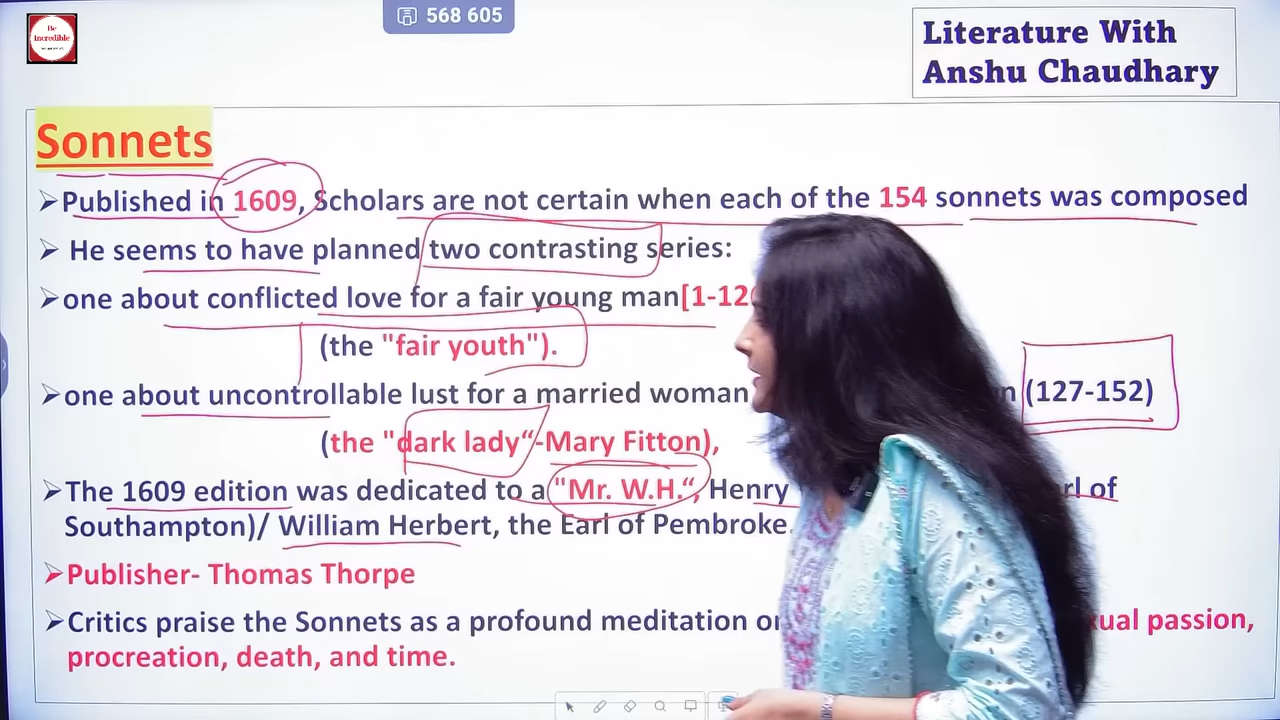 Be
Incredible
568 605
Literature With
Anshu Chaudhary
Sonnets
➢Published in 1609, Scholars are not certain when each of the 154 sonnets was composed
➢ He seems to have planned two contrasting series:
➢one about conflicted love for a fair young man[1-12
(the "fair youth").
➢one about uncontrollable lust for a married woman (127-152)
(the "dark lady“-Mary Fitton),
➢The 1609 edition was dedicated to a "Mr. W.H.“, Henry of
Southampton)/ William Herbert, the Earl of Pembroke.
➢Publisher- Thomas Thorpe
➢Critics praise the Sonnets as a profound meditation passion,
procreation, death, and time.